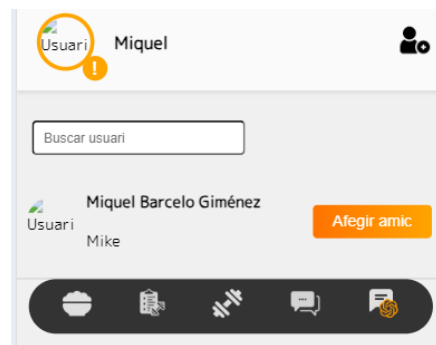 Usuari
Miquel
!
Buscar usuari
Miquel Barcelo Giménez
Usuari
Mike
Afegir amic